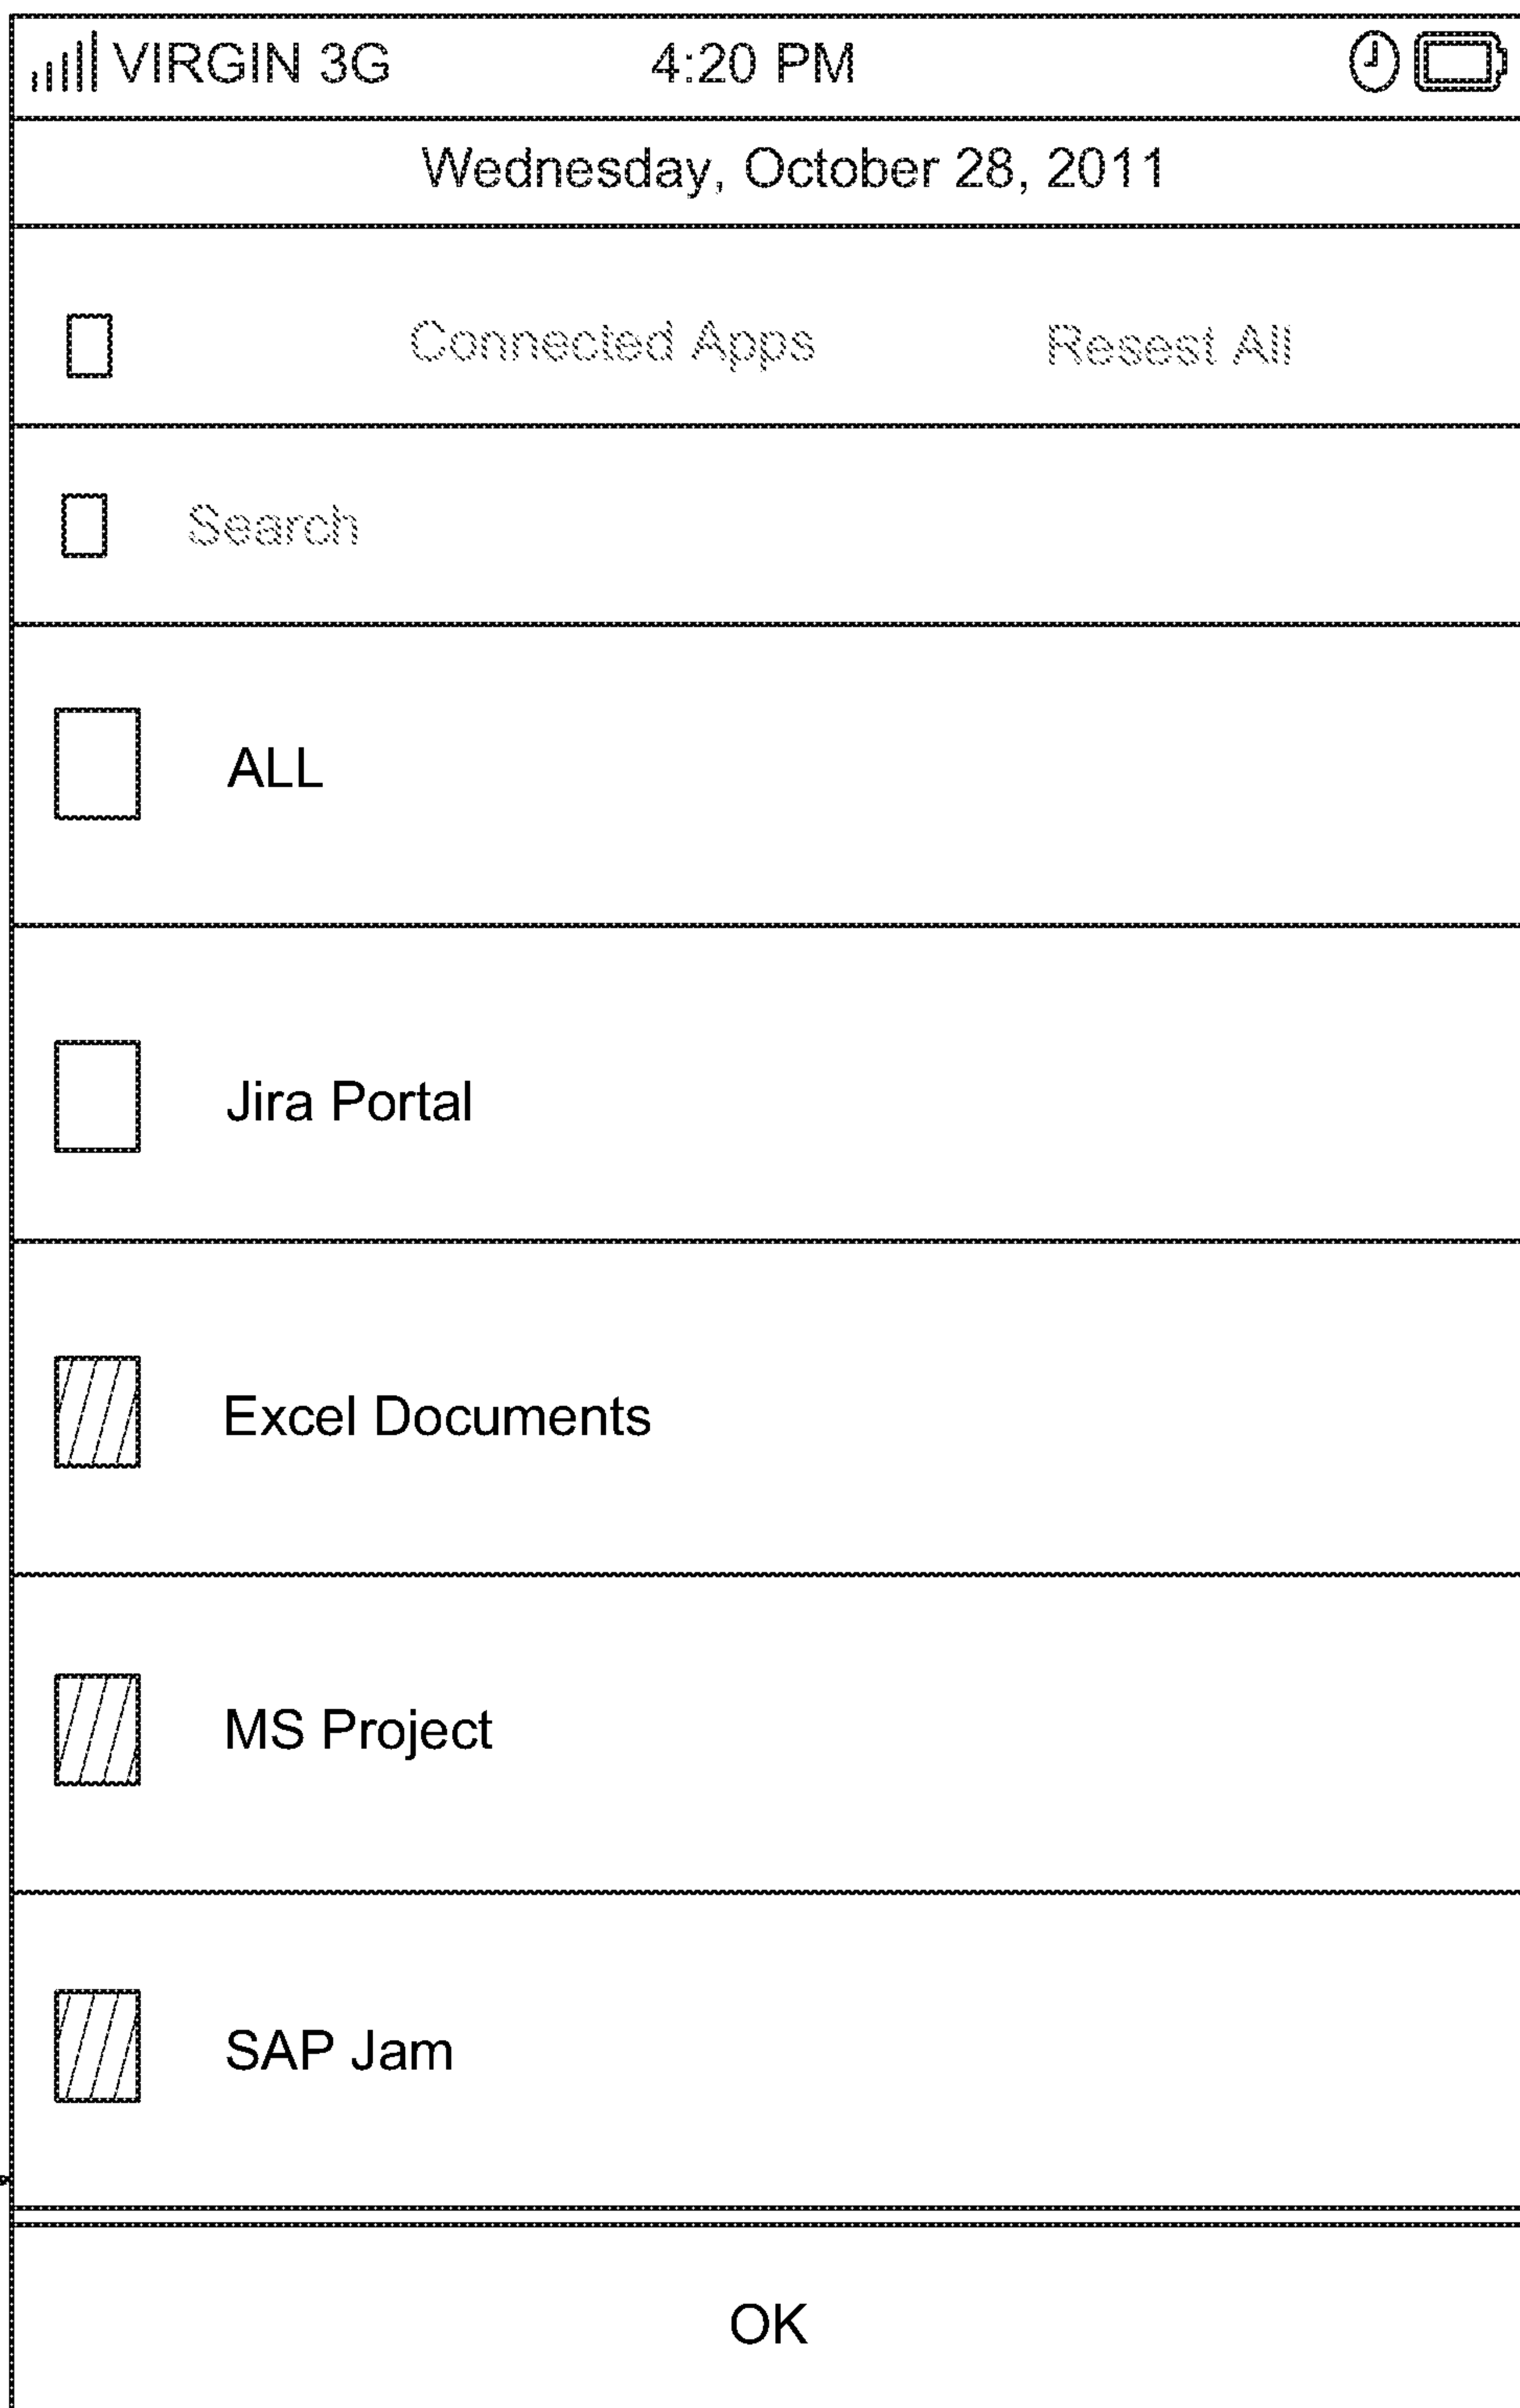 VIRGIN 3G 4:20 PM
Wednesday, October 28, 2011
Connected Apps Resest All
Search
ALL
Jira Portal
Excel Documents
MS Project
SAP Jam
OK